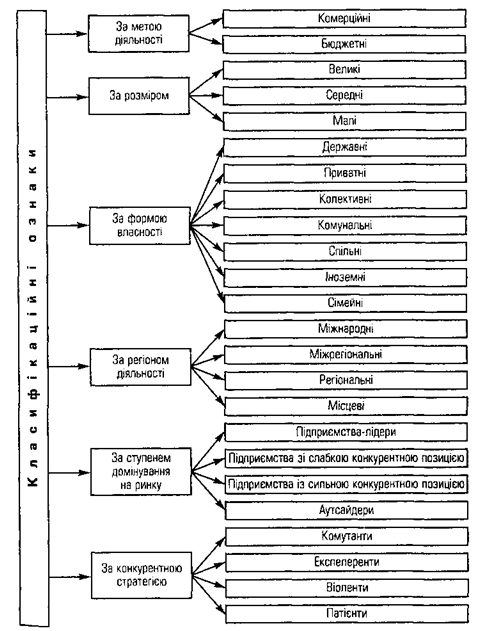 Класифікаційні ознаки
За метою
діяльності
Комерційні
Бюджетні
За розміром
Великі
Середні
Малі
За формою
власності
Державні
Приватні
Колективні
Комунальні
Спільні
Іноземні
Сімейні
За регіоном
діяльності
Міжнародні
Міжрегіональні
Регіональні
Місцеві
За ступенем
домінування
на ринку
Підприємства-лідери
Підприємства зі слабкою конкурентною позицією
Підприємства із сильною конкурентною позицією
Аутсайдери
За конкурентною
стратегією
Комутанти
Експеленти
Віоленти
Патієнти